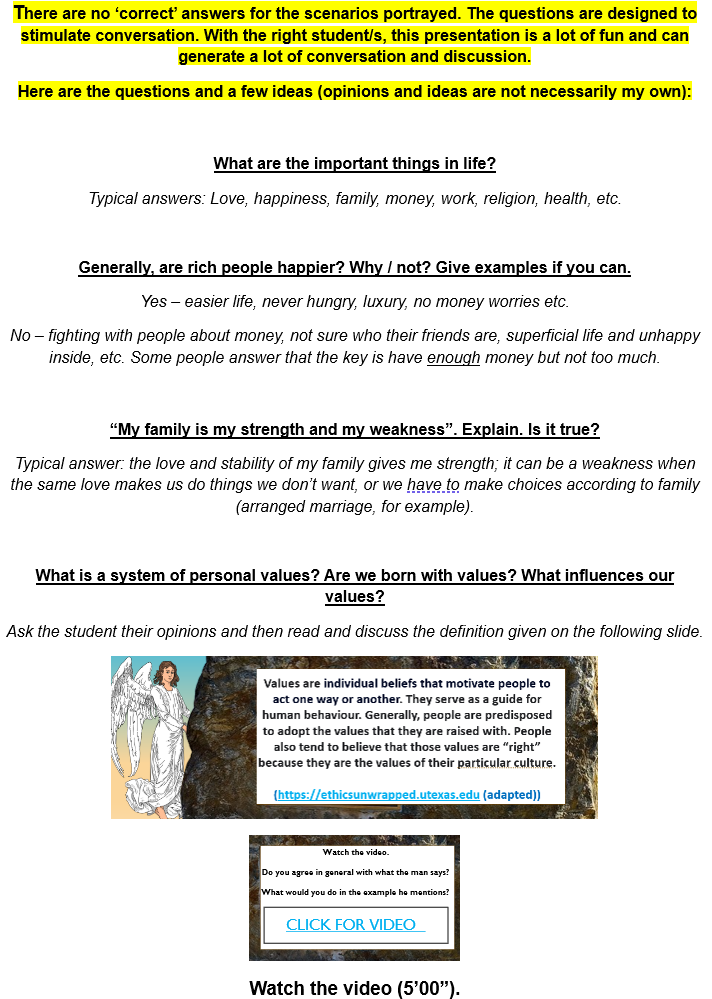 There are no ‘correct’ answers for the scenarios portrayed. The questions are designed to
stimulate conversation. With the right student/s, this presentation is a lot of fun and can
generate a lot of conversation and discussion.
Here are the questions and a few ideas (opinions and ideas are not necessarily my own):
What are the important things in life?
Typical answers: Love, happiness, family, money, work, religion, health, etc.
Generally, are rich people happier? Why / not? Give examples if you can.
Yes – easier life, never hungry, luxury, no money worries etc.
No – fighting with people about money, not sure who their friends are, superficial life and unhappy
inside, etc. Some people answer that the key is have enough money but not too much.
“My family is my strength and my weakness”. Explain. Is it true?
Typical answer: the love and stability of my family gives me strength; it can be a weakness when
the same love makes us do things we don’t want, or we have to make choices according to family
(arranged marriage, for example).
What is a system of personal values? Are we born with values? What influences our
values?
Ask the student their opinions and then read and discuss the definition given on the following slide.
Values are individual beliefs that motivate people to
act one way or another. They serve as a guide for
human behaviour. Generally, people are predisposed
to adopt the values that they are raised with. People
also tend to believe that those values are “right”
because they are the values of their particular culture.
(https://ethicsunwrapped.utexas.edu (adapted))
Watch the video.
Do you agree in general with what the man says?
What would you do in the example he mentions?
CLICK FOR VIDEO
Watch the video (5’00”).